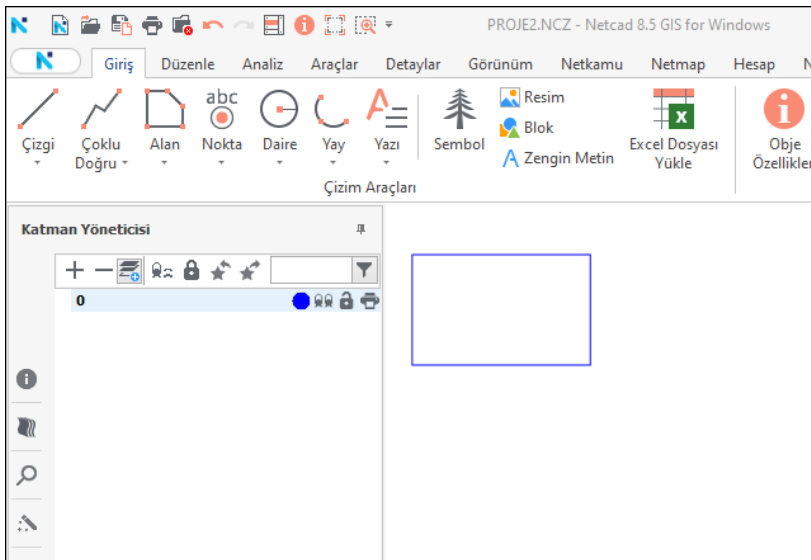 PROJE2.NCZ - Netcad 8.5 GIS for Windows
Giriş Düzenle Analiz Araçlar Detaylar Görünüm Netkamu Netmap Hesap
abc
Çizgi Çoklu Doğru Alan Nokta Daire Yay Yazı Sembol
Resim
Blok
Zengin Metin
Excel Dosyası
Yükle
Obje
Özellikler
Çizim Araçları
Katman Yöneticisi
0